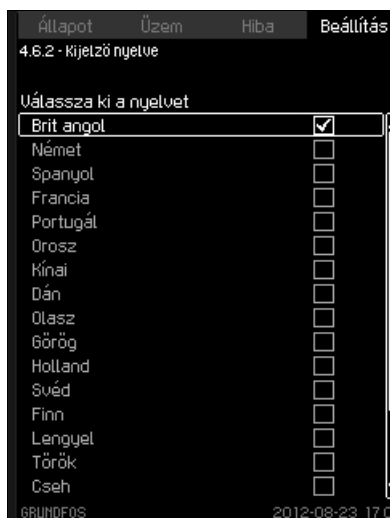 Állapot Üzem Hiba Beállítás
4.6.2 - Kijelző nyelve
Válassza ki a nyelvet
Brit angol
Német
Spanyol
Francia
Portugál
Orosz
Kínai
Dán
Olasz
Görög
Holland
Svéd
Finn
Lengyel
Török
Cseh
GRUNDFOS 2012-08-23